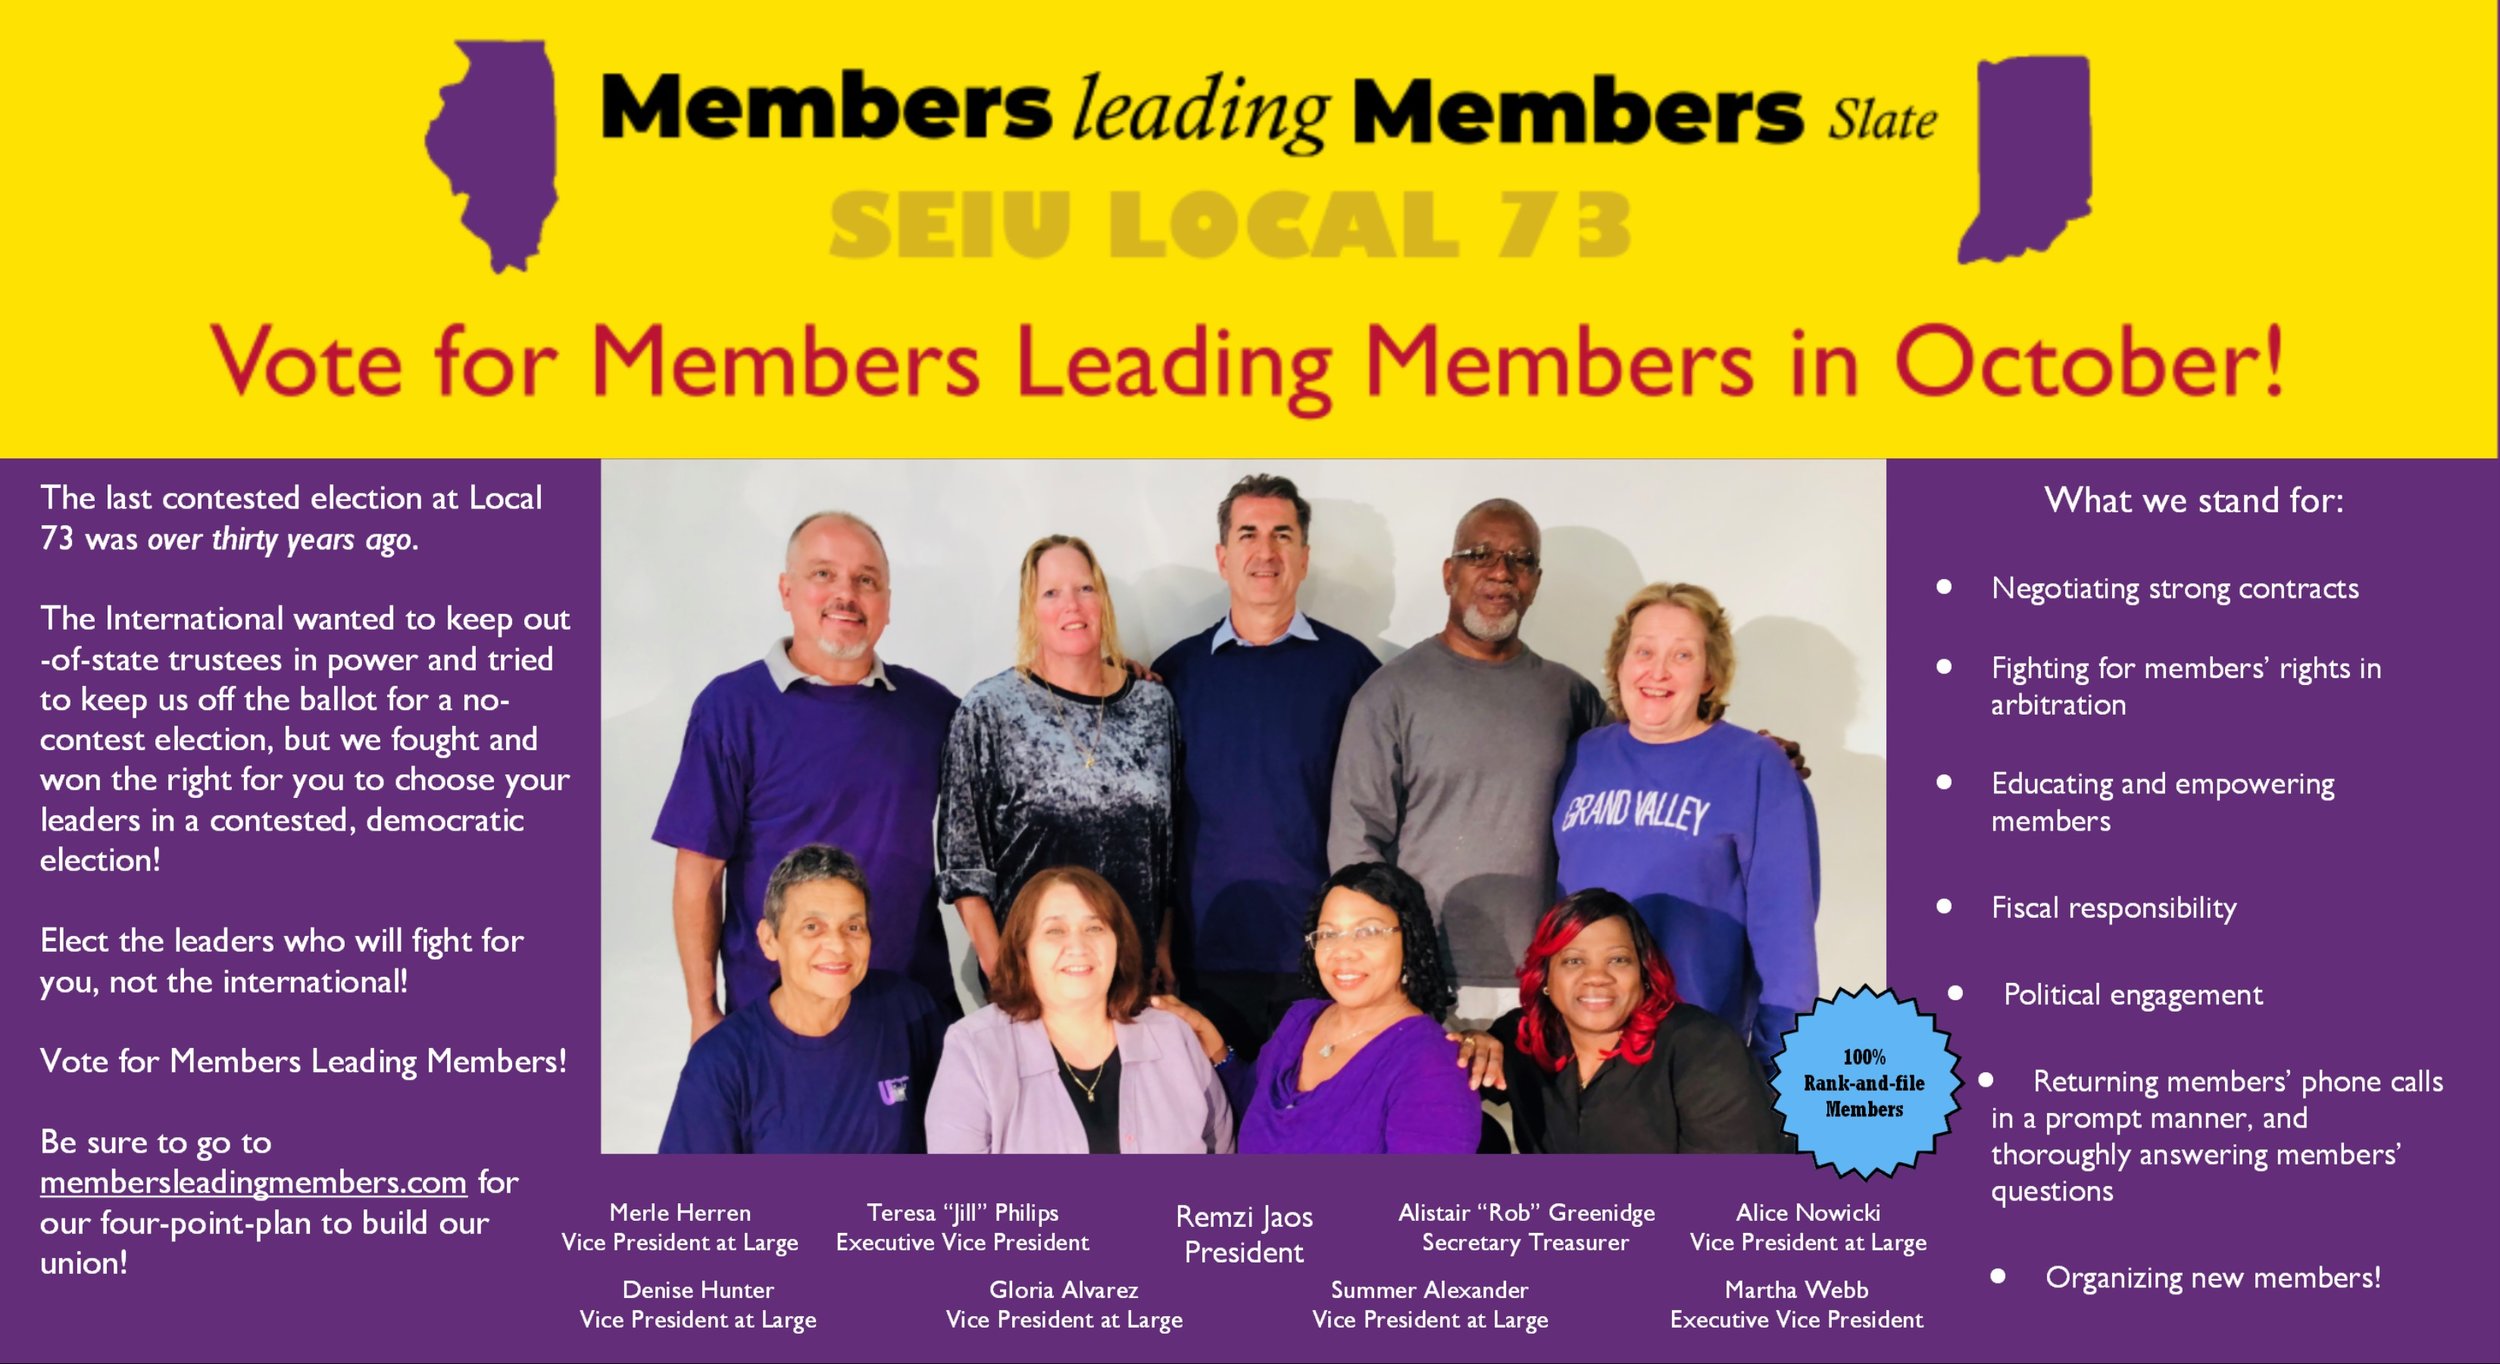 Members leading Members Slate
SEIU LOCAL 73
Vote for Members Leading Members in October!
The last contested election at Local
73 was over thirty years ago.
The International wanted to keep out
-of-state trustees in power and tried
to keep us off the ballot for a no-
contest election, but we fought and
won the right for you to choose your
leaders in a contested, democratic
election!
Elect the leaders who will fight for
you, not the international!
Vote for Members Leading Members!
Be sure to go to
membersleadingmembers.com for
our four-point-plan to build our
union!
GRAND VALLEY
100%
Rank-and-file
Members
Merle Herren
Vice President at Large
Teresa “Jill” Philips
Executive Vice President
Remzi Jaos
President
Alistair “Rob” Greenidge
Secretary Treasurer
Alice Nowicki
Vice President at Large
Denise Hunter
Vice President at Large
Gloria Alvarez
Vice President at Large
Summer Alexander
Vice President at Large
Martha Webb
Executive Vice President
What we stand for:
● Negotiating strong contracts
● Fighting for members’ rights in
arbitration
● Educating and empowering
members
● Fiscal responsibility
● Political engagement
● Returning members’ phone calls
in a prompt manner, and
thoroughly answering members’
questions
● Organizing new members!